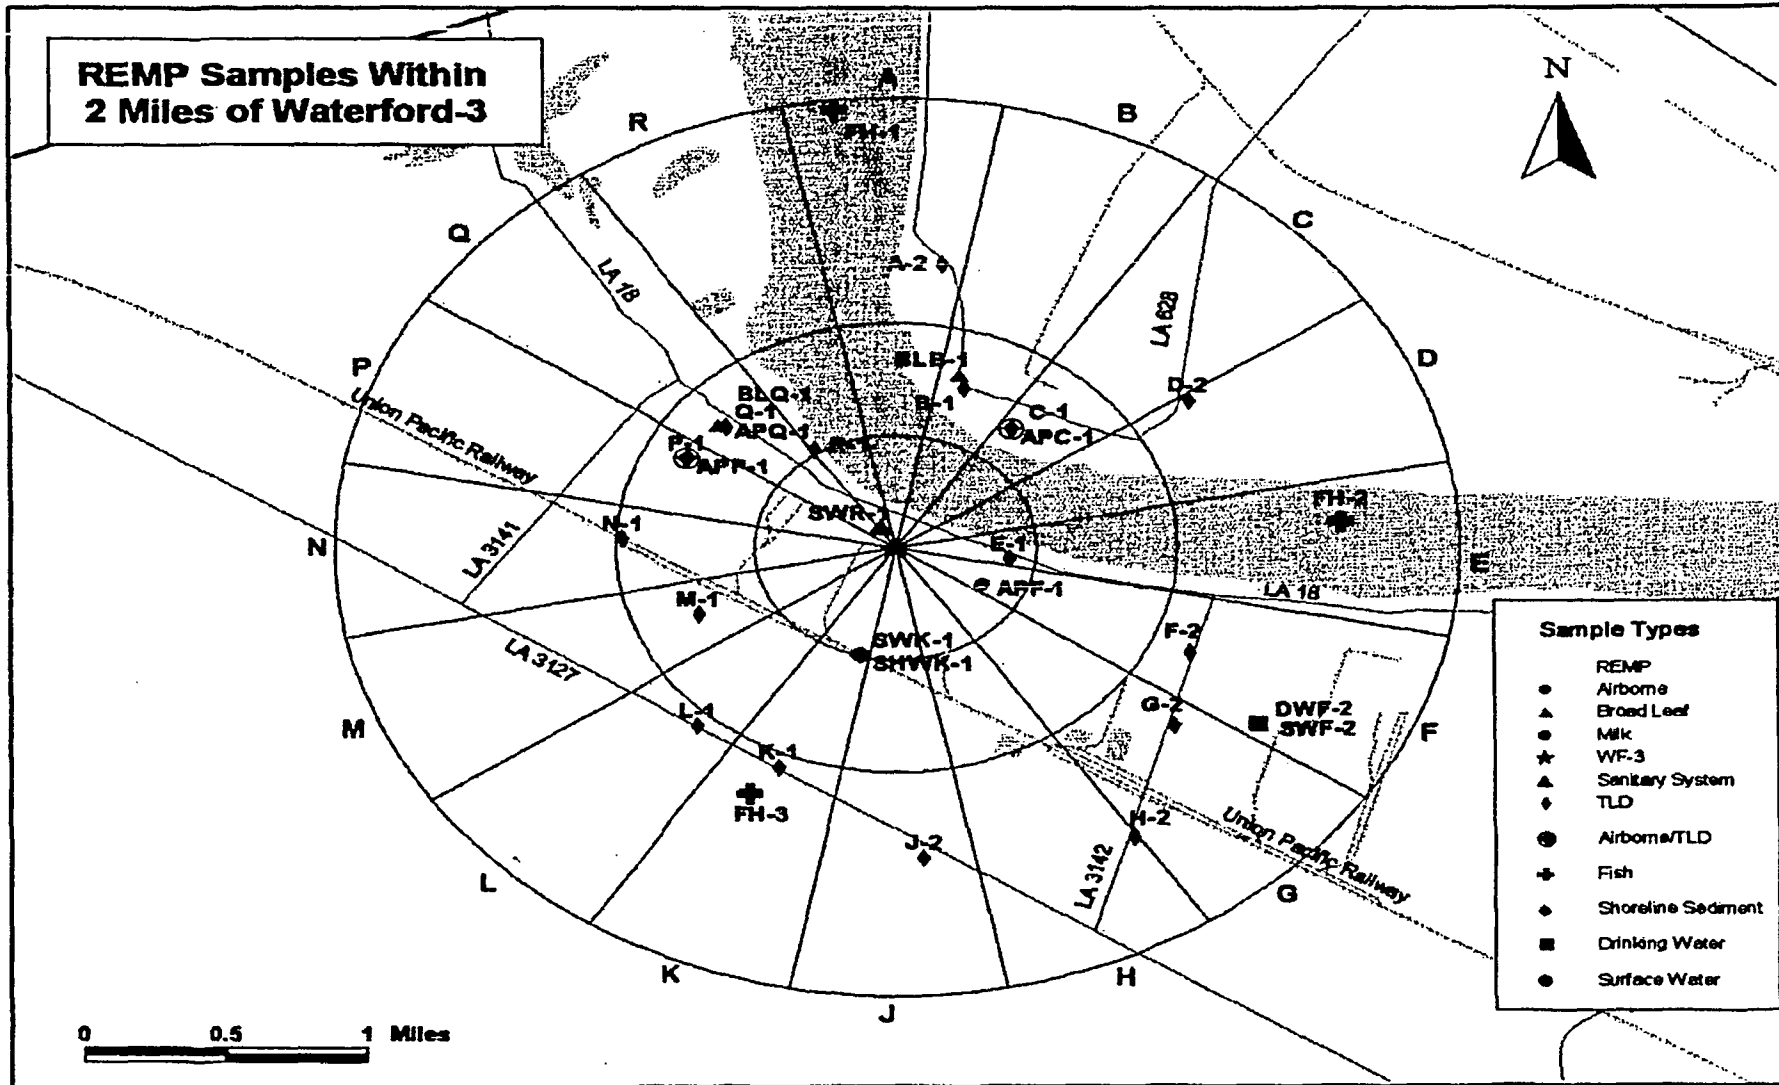 REMP Samples Within
2 Miles of Waterford-3
N
A
B
R
FH-1
C
Q
A-2
LA 18
LA 628
D
P
BLB-1
D-2
B-1
Union Pacific Railway
BLQ-1
Q-1
APQ-1
C-1
APC-1
P-1
R-1
FH-2
SWR-1
N-1
N
LA 3141
E-1
E
LA 18
M-1
F-2
SWK-1
SHWK-1
LA 3127
L-1
G-2
DWF-2
SWF-2
M
F
K-1
FH-3
H-2
Union Pacific Railway
J-2
LA 3142
L
G
K
H
J
0 0.5 1 Miles
Sample Types
REMP
Airborne
Broad Leaf
Milk
WF-3
Sanitary System
TLD
Airborne/TLD
Fish
Shoreline Sediment
Drinking Water
Surface Water